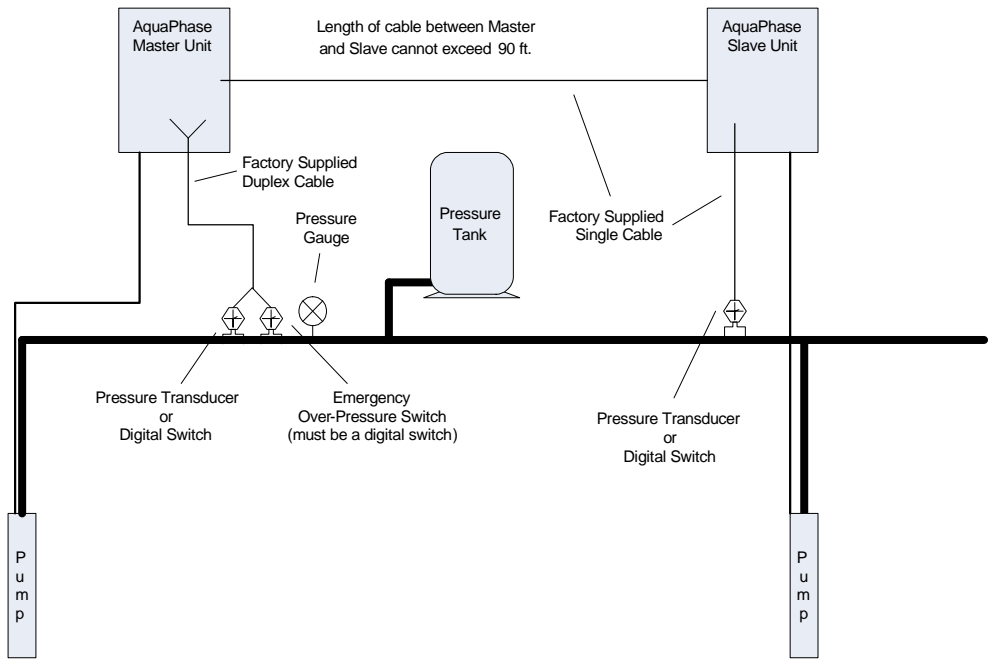 AquaPhase
Master Unit
Length of cable between Master
and Slave cannot exceed 90 ft.
AquaPhase
Slave Unit
Factory Supplied
Duplex Cable
Pressure
Gauge
Pressure
Tank
Factory Supplied
Single Cable
Pressure Transducer
or
Digital Switch
Emergency
Over-Pressure Switch
(must be a digital switch)
Pressure Transducer
or
Digital Switch
Pump
Pump